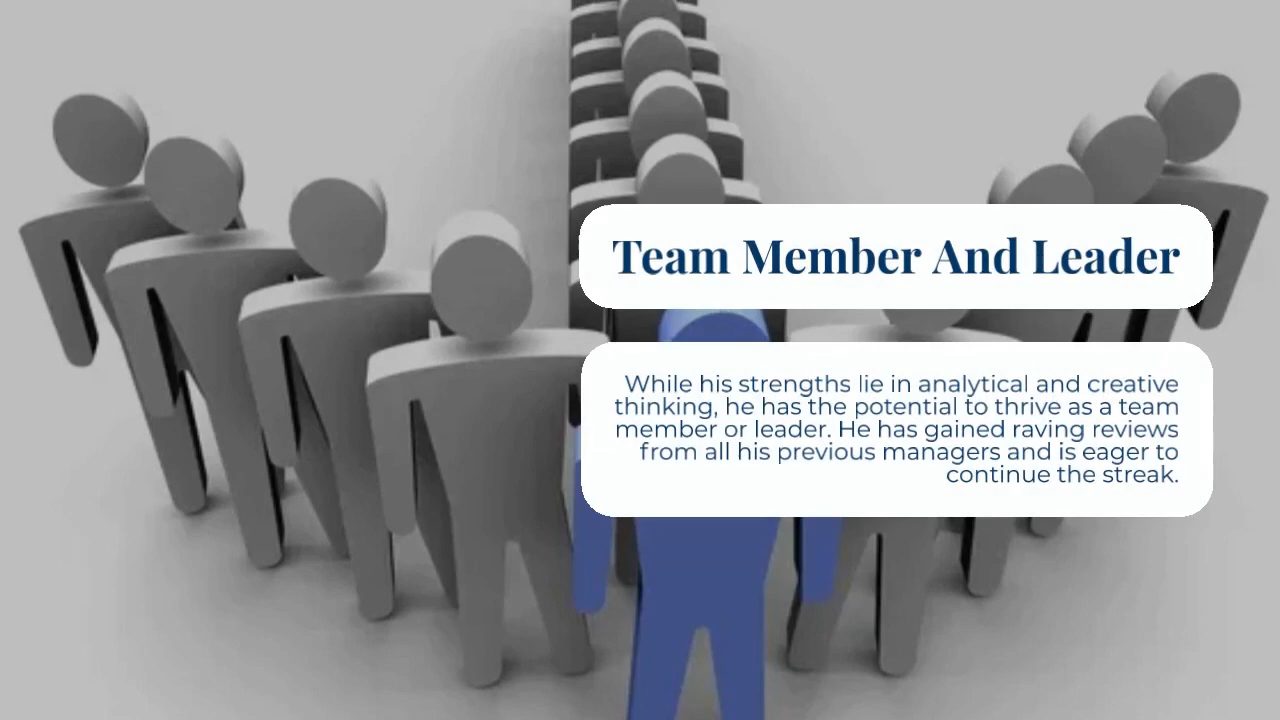 Team Member And Leader
While his strengths lie in analytical and creative
thinking, he has the potential to thrive as a team
member or leader. He has gained raving reviews
from all his previous managers and is eager to
continue the streak.